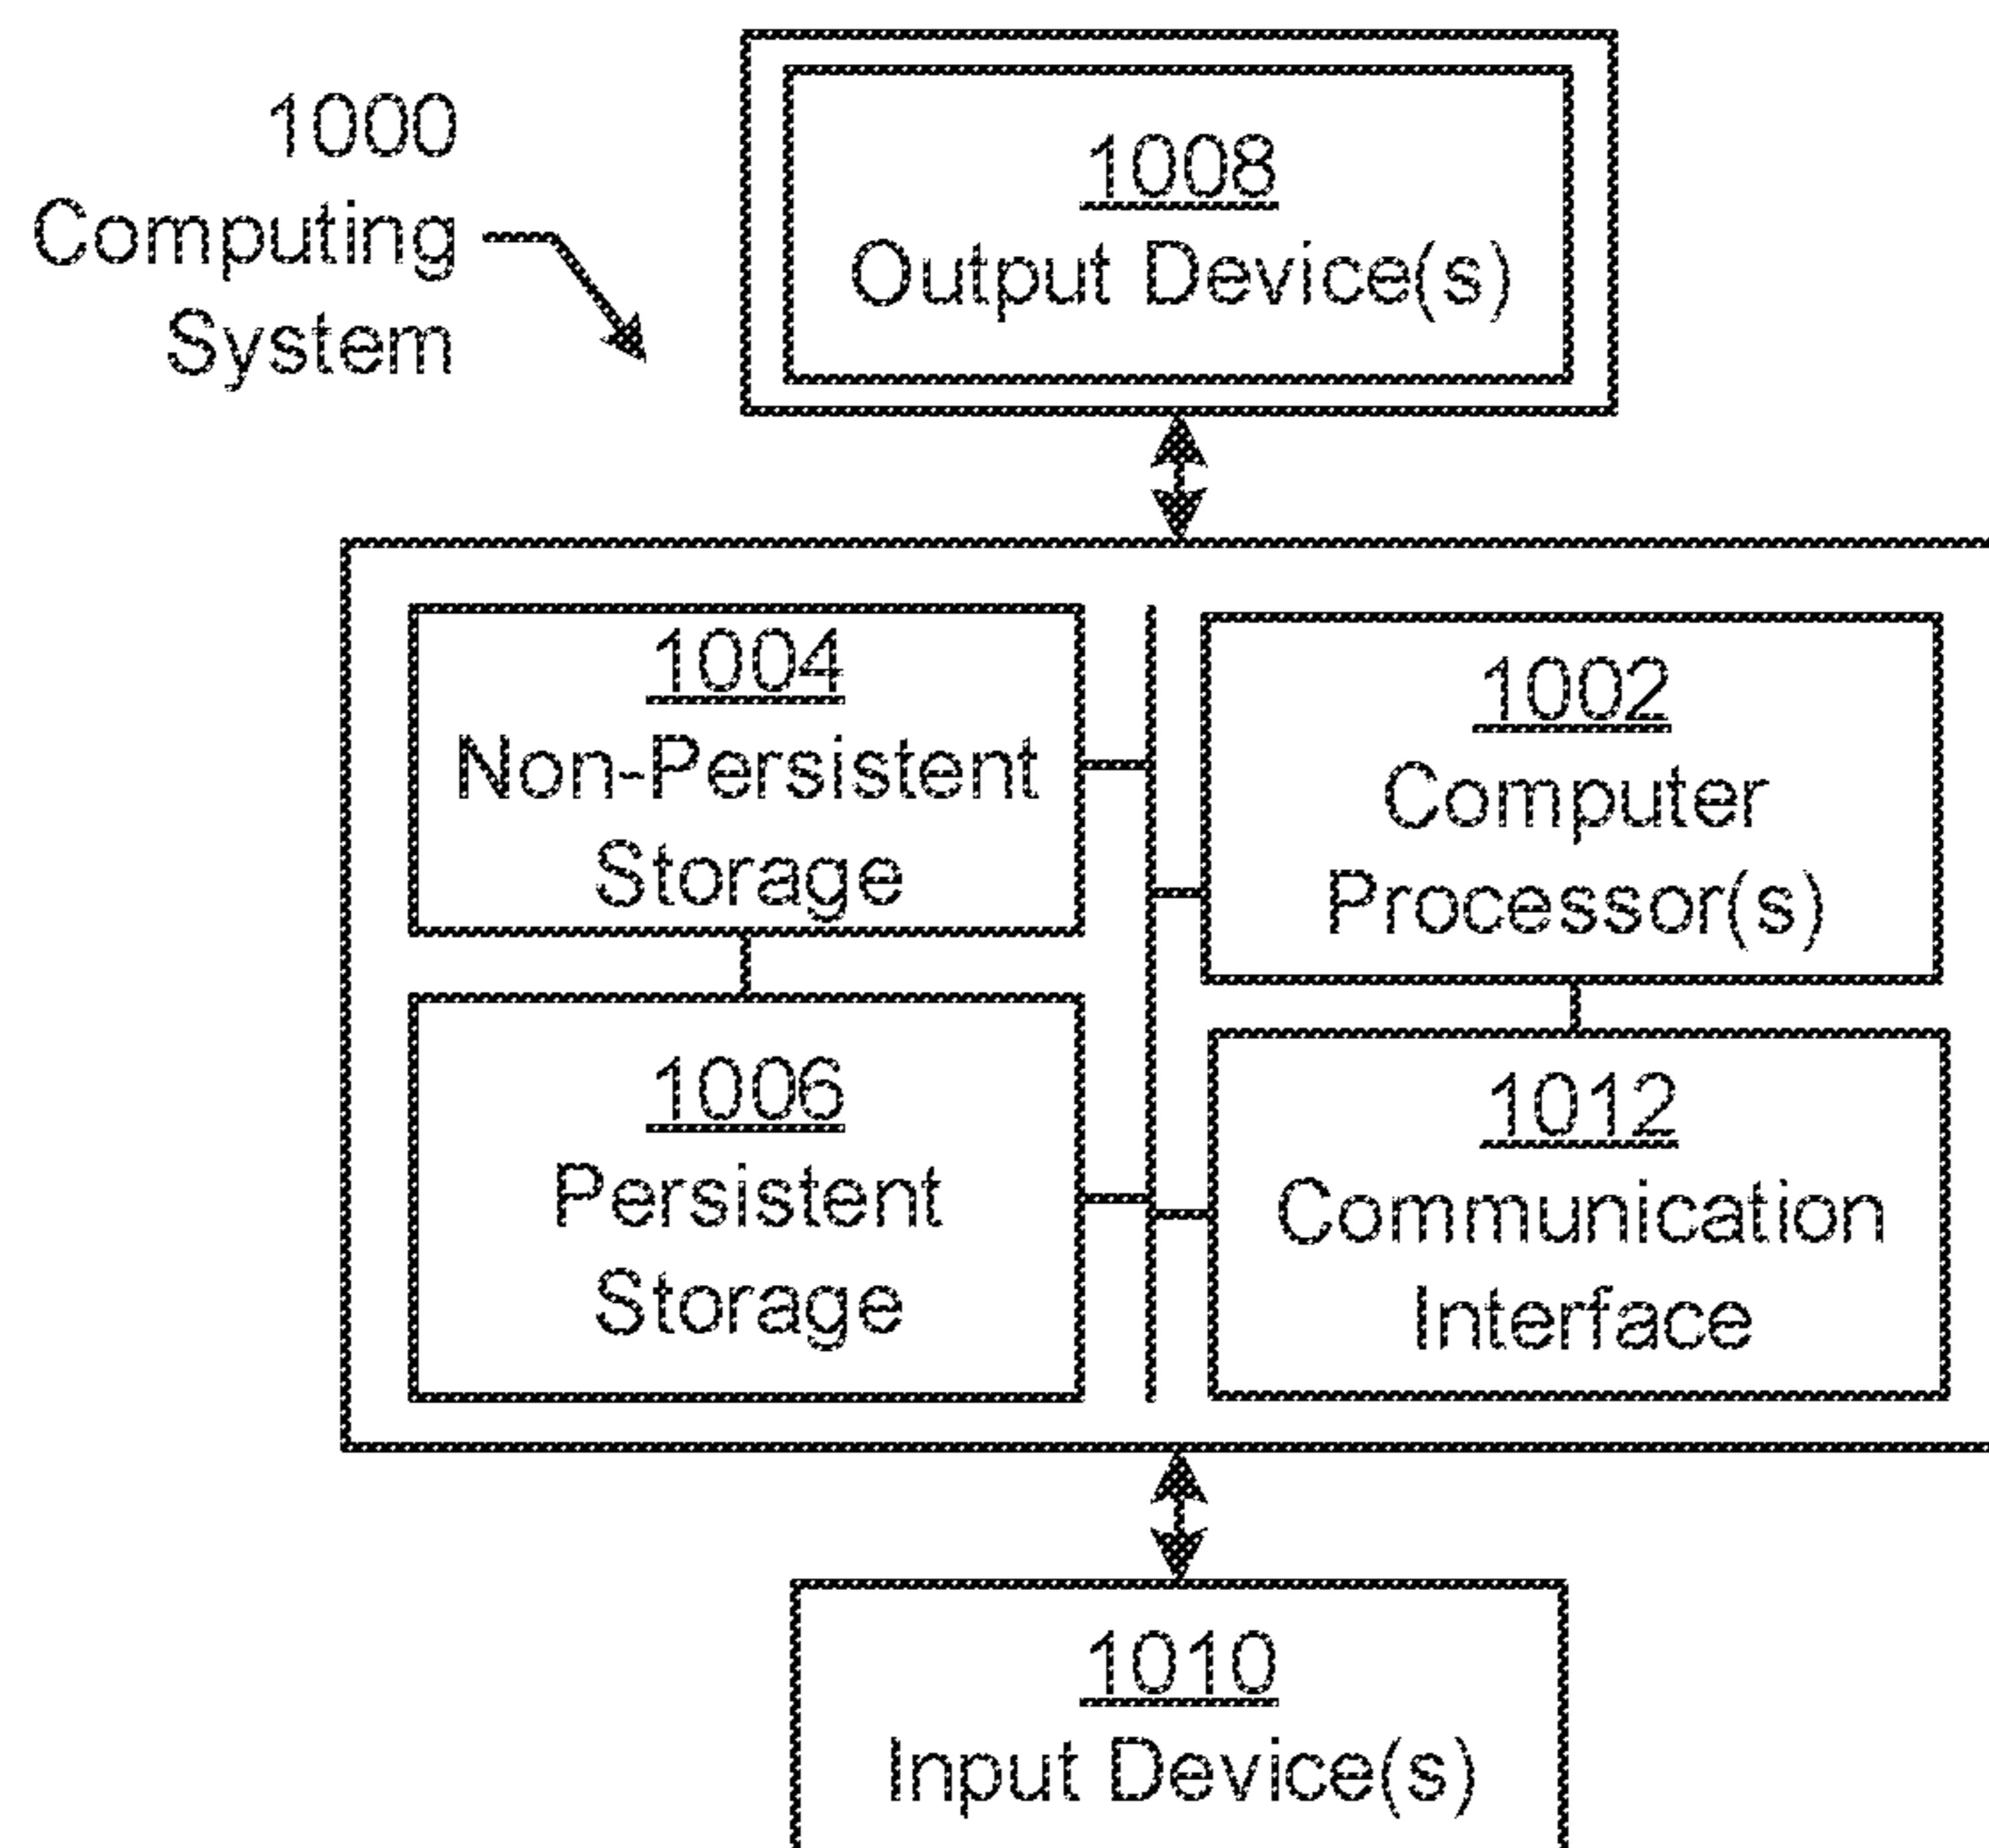 1000
Computing
System
1008
Output Device(s)
1004
Non-Persistent
Storage
1002
Computer
Processor(s)
1006
Persistent
Storage
1012
Communication
Interface
1010
Input Device(s)